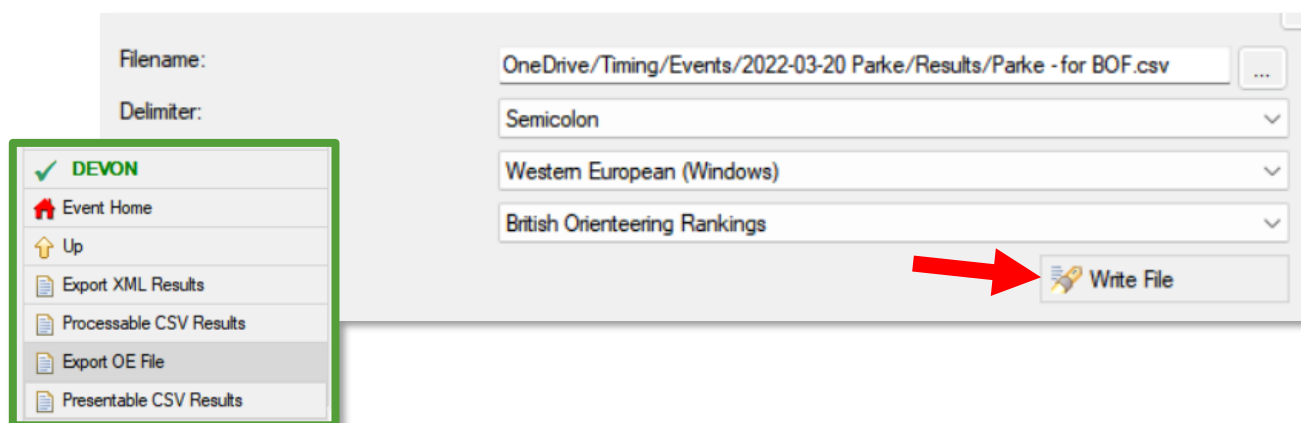 Filename:
OneDrive/Timing/Events/2022-03-20 Parke/Results/Parke - for BOF.csv
...
Delimiter:
Semicolon
Western European (Windows)
British Orienteering Rankings
Write File
DEVON
Event Home
Up
Export XML Results
Processable CSV Results
Export OE File
Presentable CSV Results